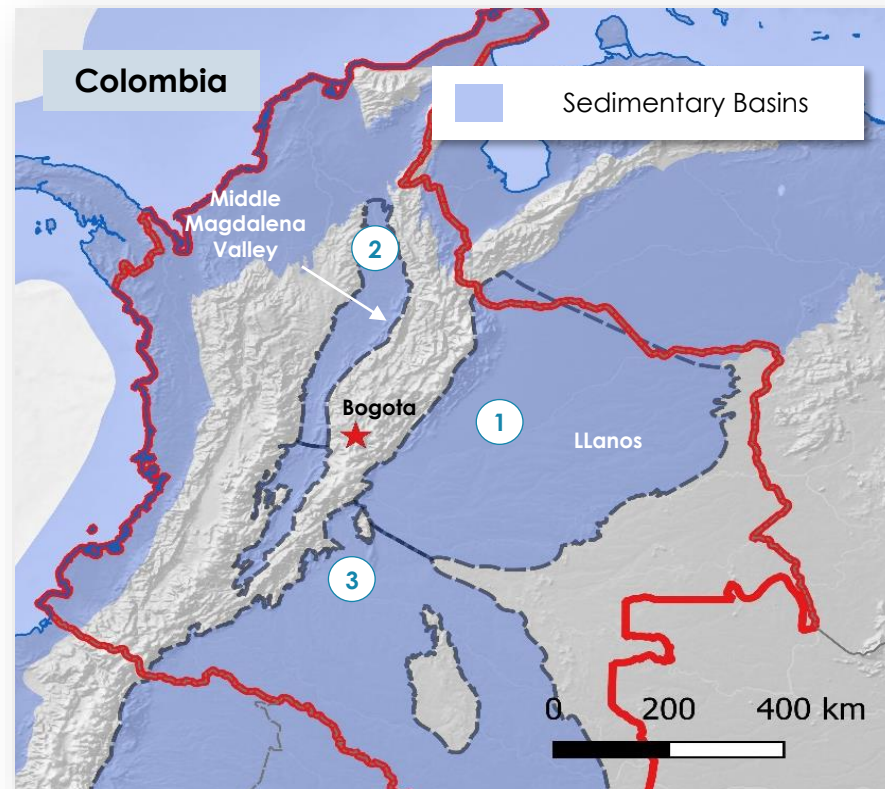 Colombia
Sedimentary Basins
Middle
Magdalena
Valley
2
Bogota
1
LLanos
3
0 200 400 km